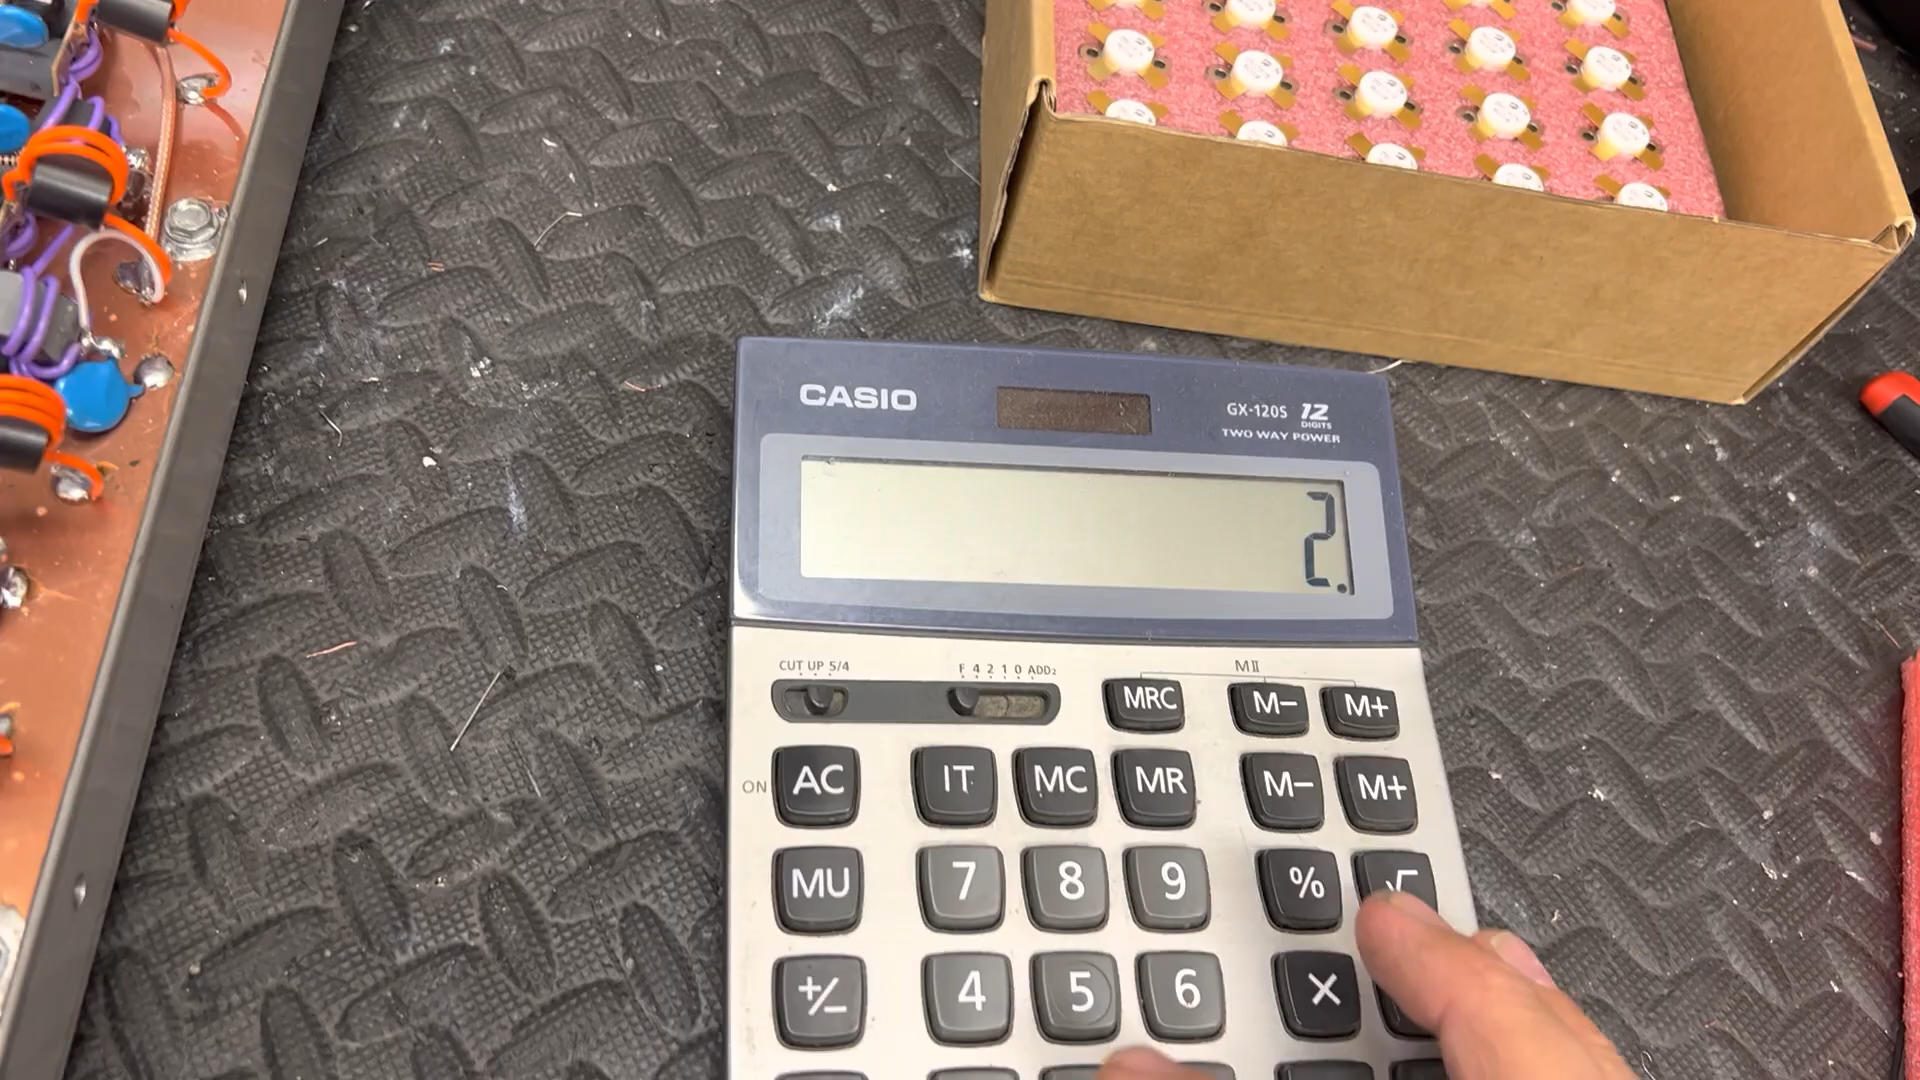 CASIO
GX-120S 12
DIGITS
TWO WAY POWER
2.
CUT UP 5/4
F 4 2 1 0 ADD2
MII
MRC M- M+
ON AC IT MC MR M- M+
MU 7 8 9 % √
+/- 4 5 6 ×